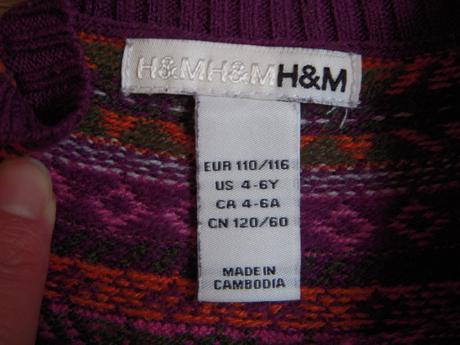 H&MH&MH&M
EUR 110/116
US 4-6Y
CA 4-6A
CN 120/60
MADE IN
CAMBODIA